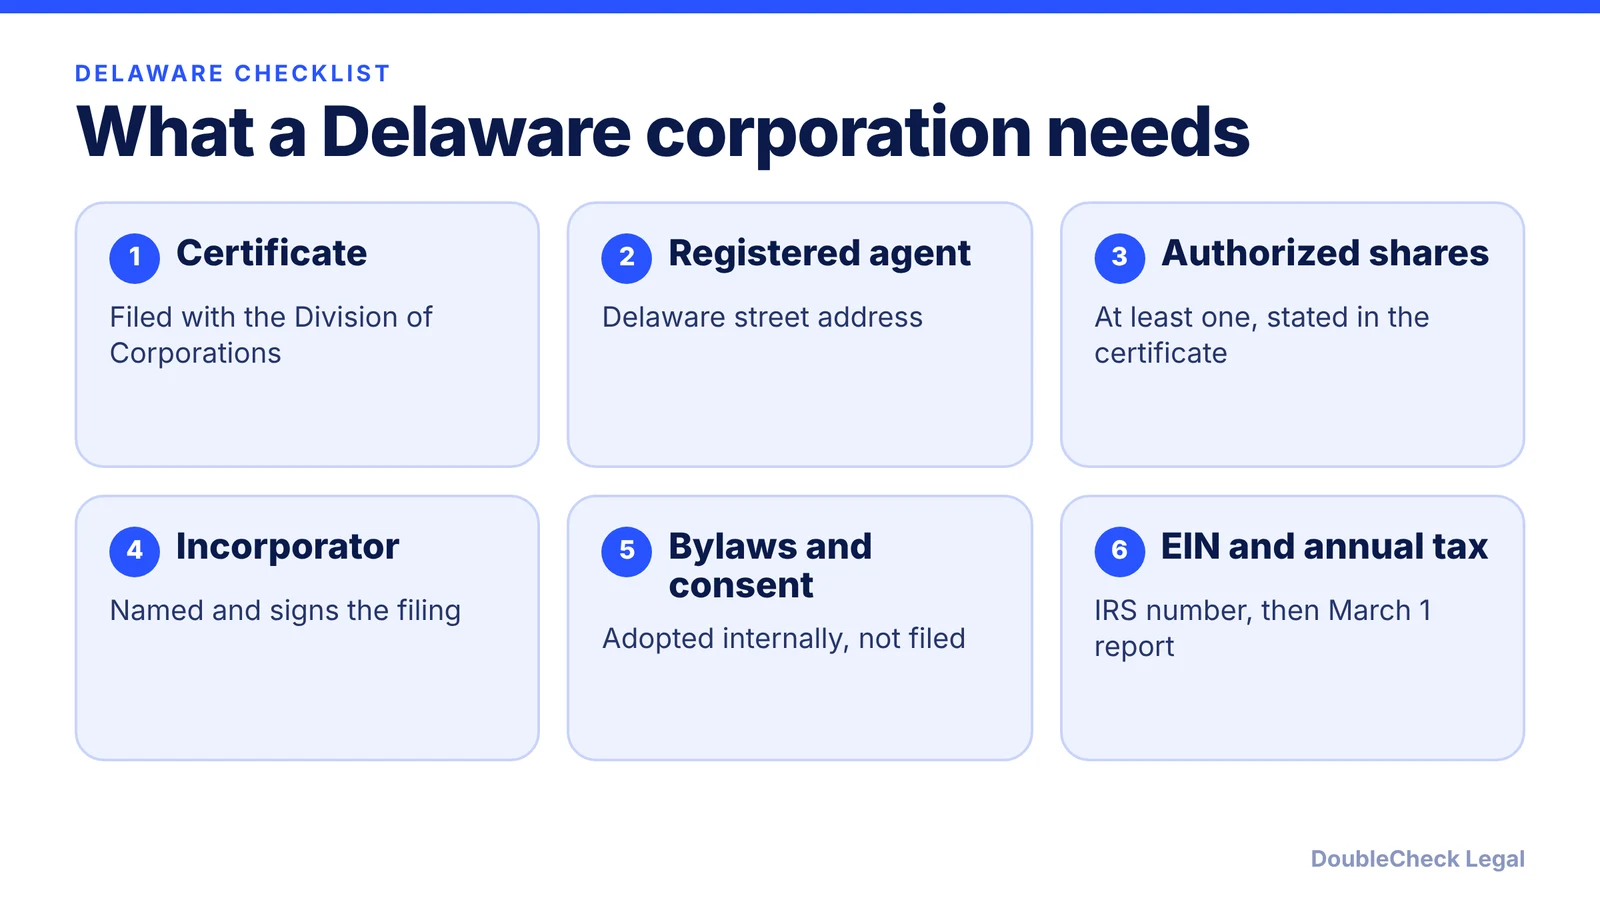 DELAWARE CHECKLIST
What a Delaware corporation needs
1 Certificate
Filed with the Division of
Corporations
2 Registered agent
Delaware street address
3 Authorized shares
At least one, stated in the
certificate
4 Incorporator
Named and signs the filing
5 Bylaws and
consent
Adopted internally, not filed
6 EIN and annual tax
IRS number, then March 1
report
DoubleCheck Legal